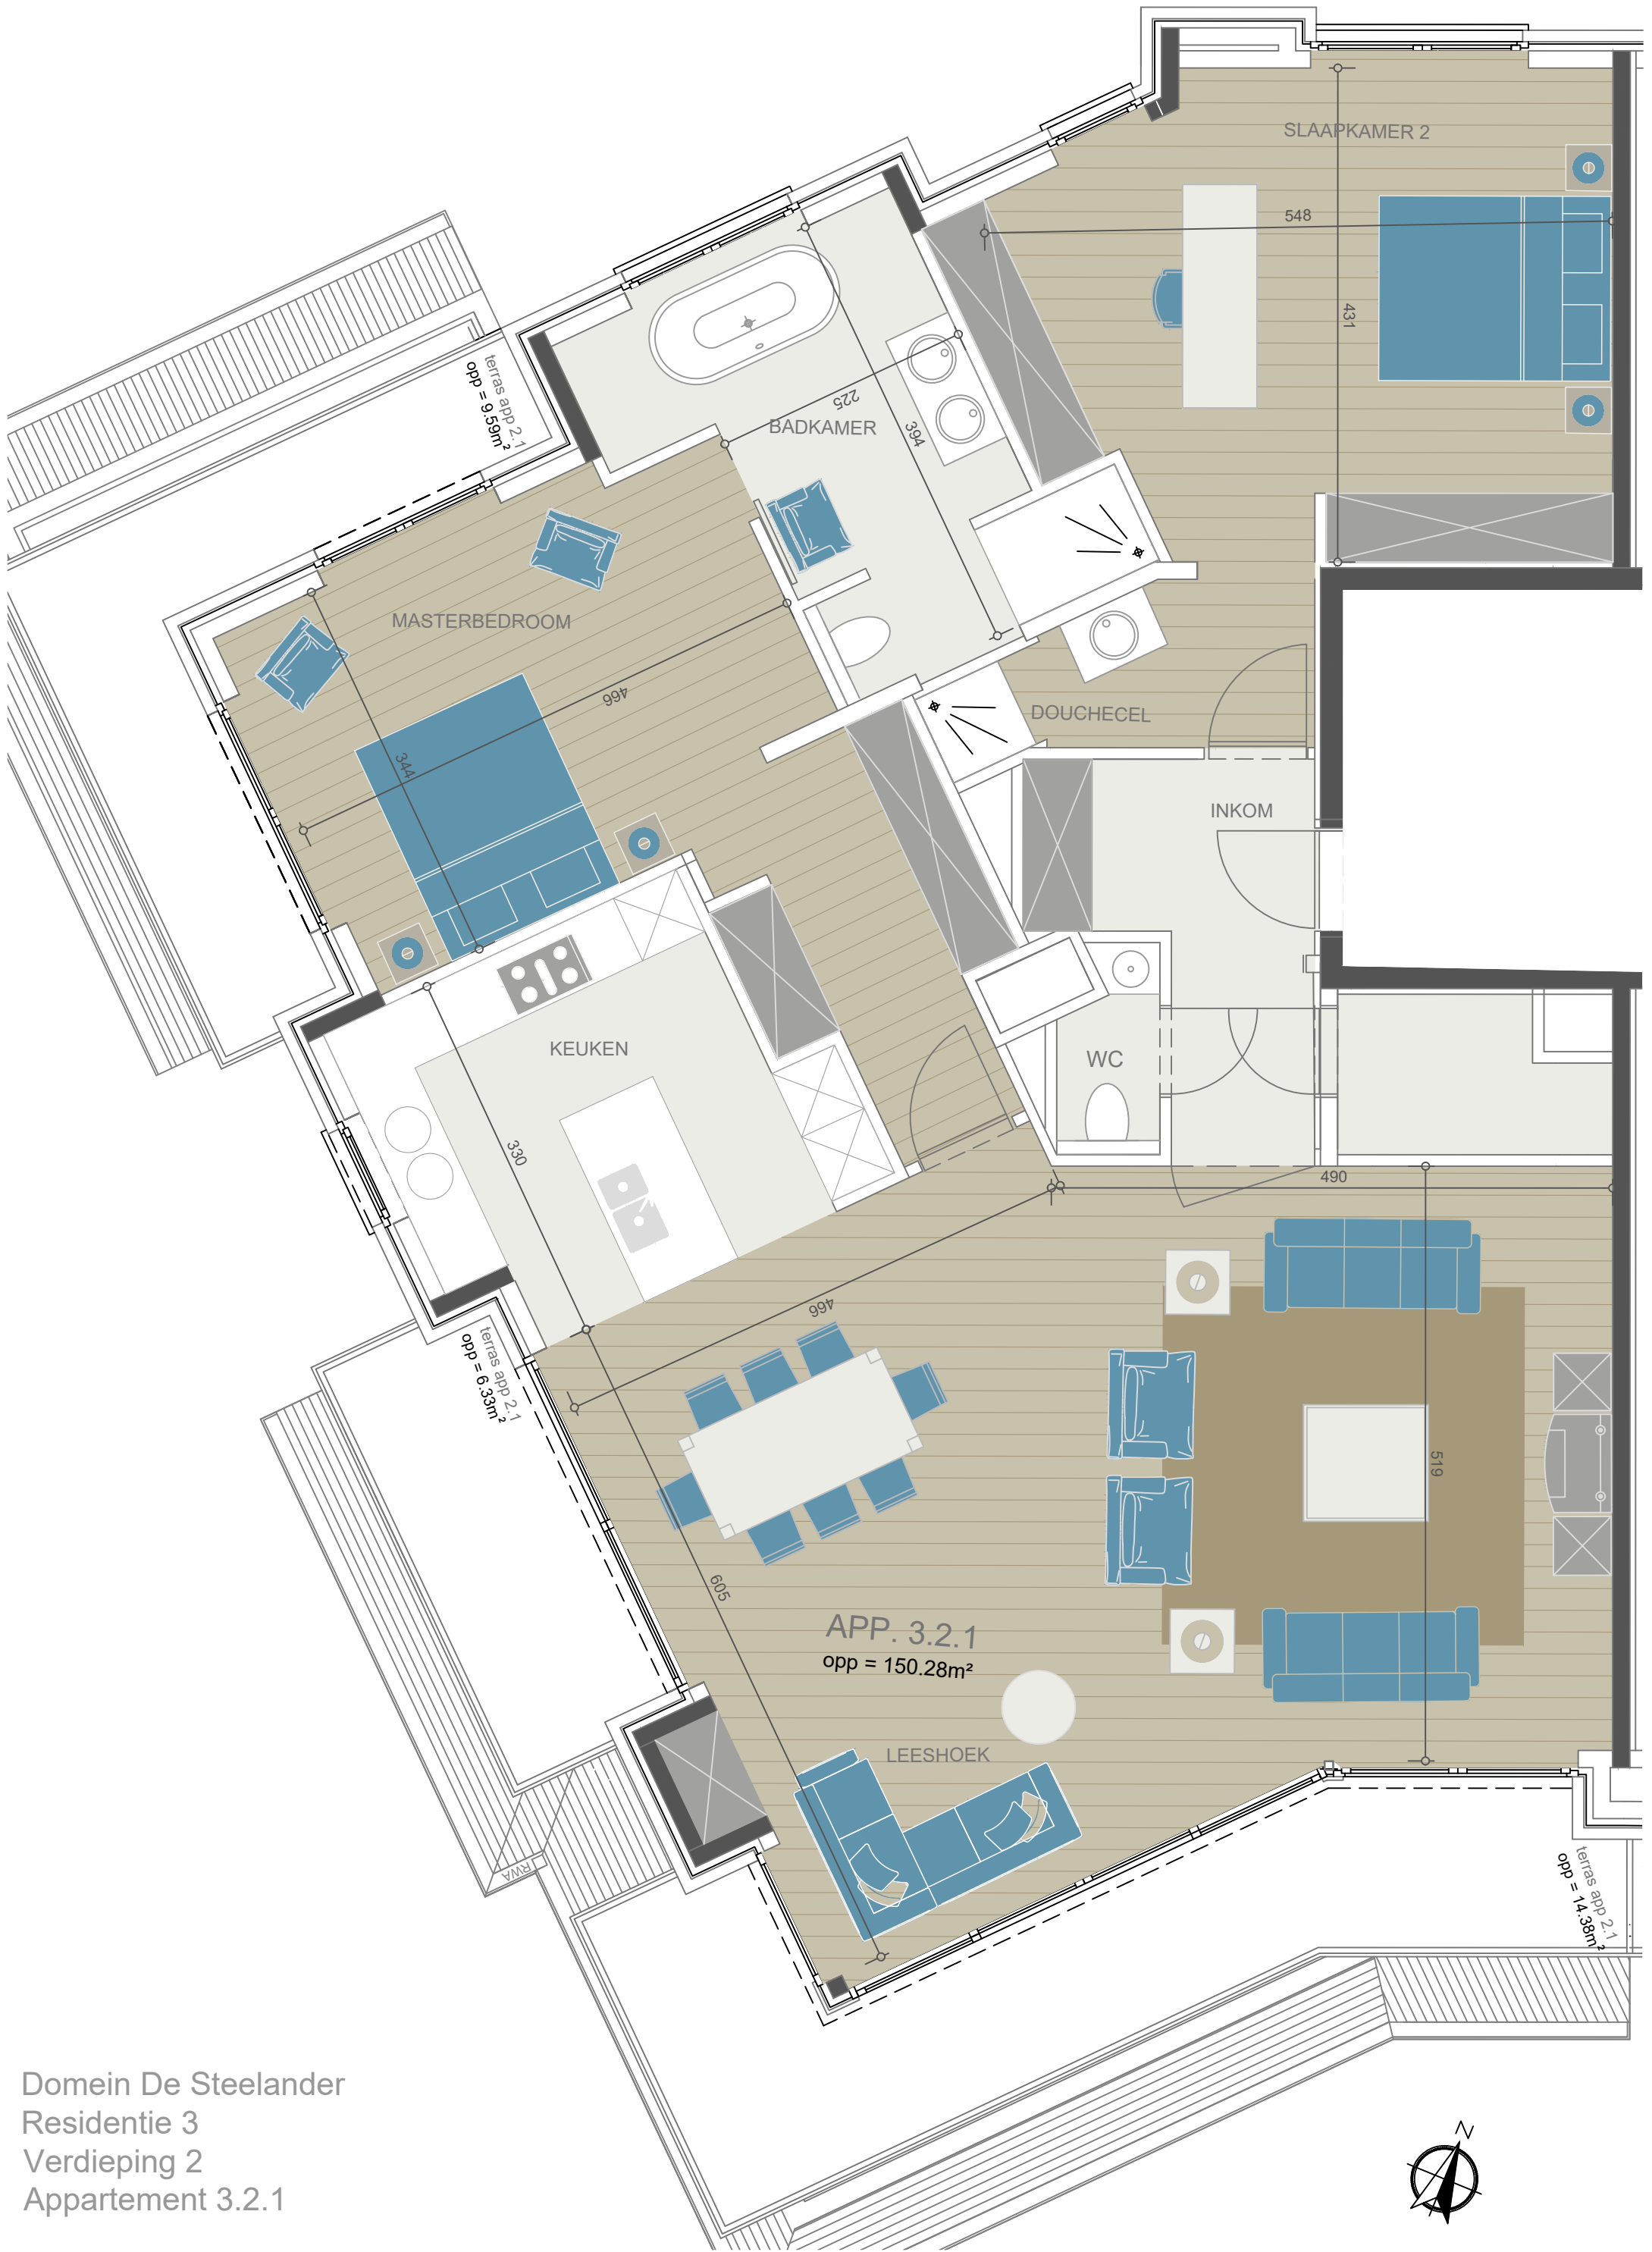 SLAAPKAMER 2
548
431
terras app 2.1
opp = 9.59m²
225
BADKAMER
394
MASTERBEDROOM
466
344
DOUCHECEL
INKOM
KEUKEN
WC
330
490
466
terras app 2.1
opp = 6.33m²
519
605
APP. 3.2.1
opp = 150.28m²
LEESHOEK
RWA
terras app 2.1
opp = 14.38m²
Domein De Steelander
Residentie 3
Verdieping 2
Appartement 3.2.1
N